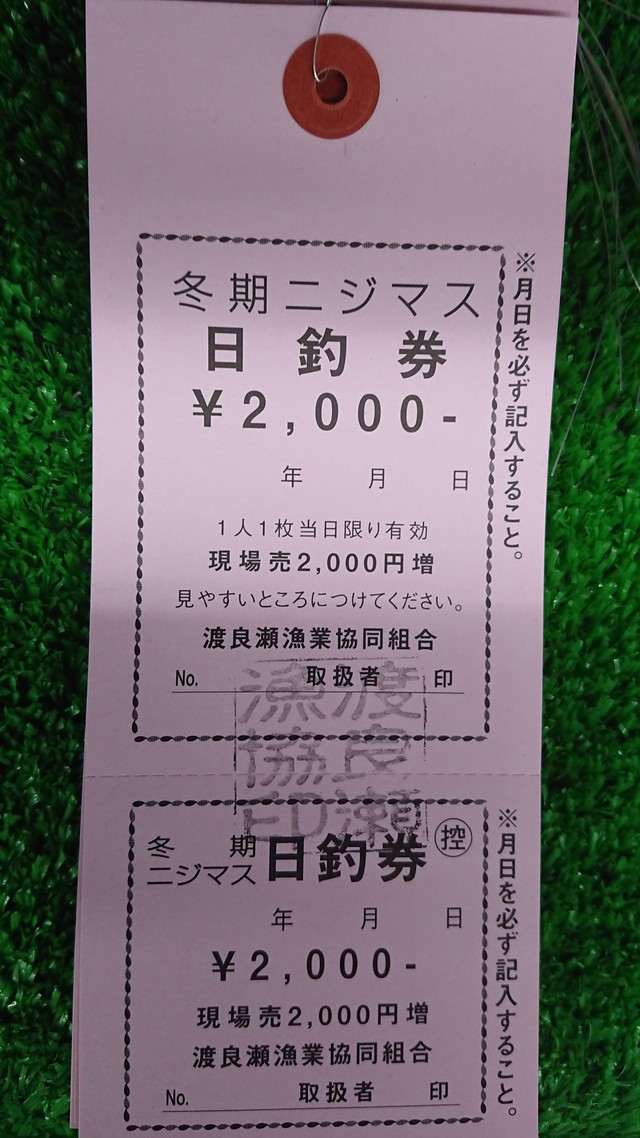 冬期ニジマス
日釣券
¥2,000-
年 月 日
1人1枚当日限り有効
現場売2,000円増
見やすいところにつけてください。
渡良瀬漁業協同組合
No. 取扱者 印
※月日を必ず記入すること。
渡良瀬
漁協印
冬期
ニジマス
日釣券
控
年 月 日
¥2,000-
現場売2,000円増
渡良瀬漁業協同組合
No. 取扱者 印
※月日を必ず記入すること。